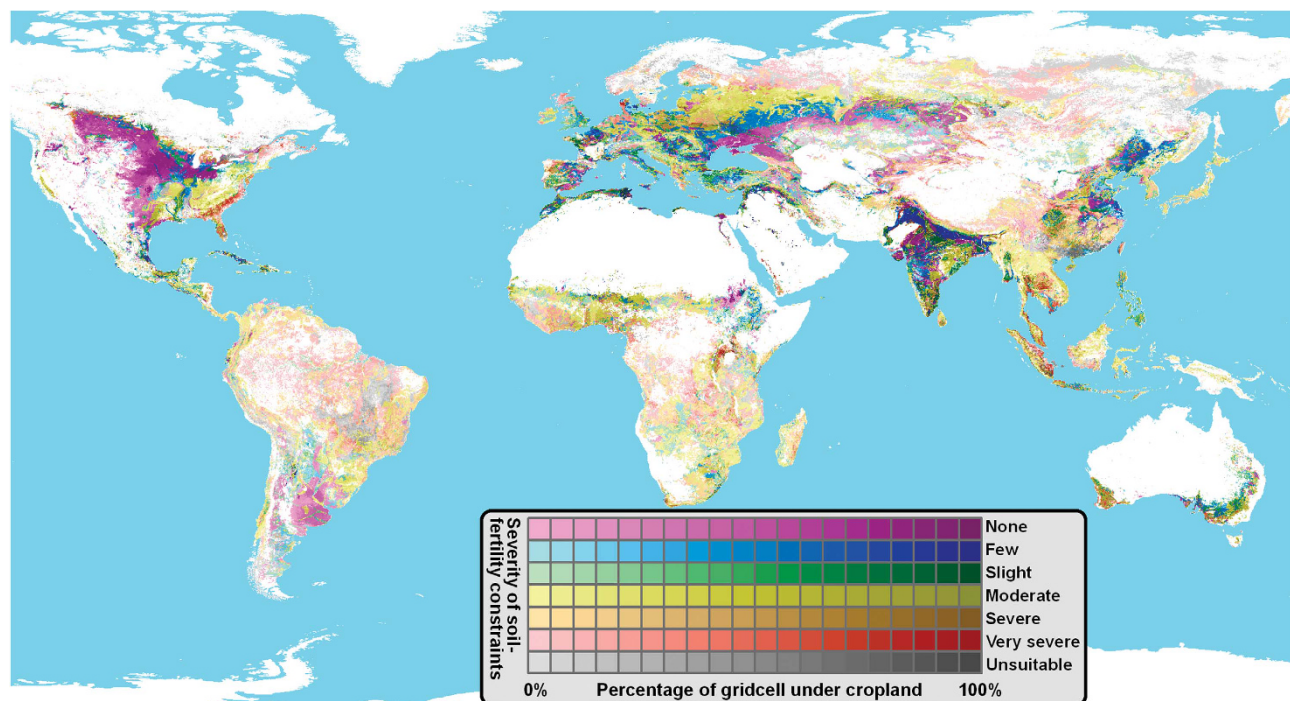 Severity of soil-
fertility constraints
None
Few
Slight
Moderate
Severe
Very severe
Unsuitable
0%
Percentage of gridcell under cropland
100%